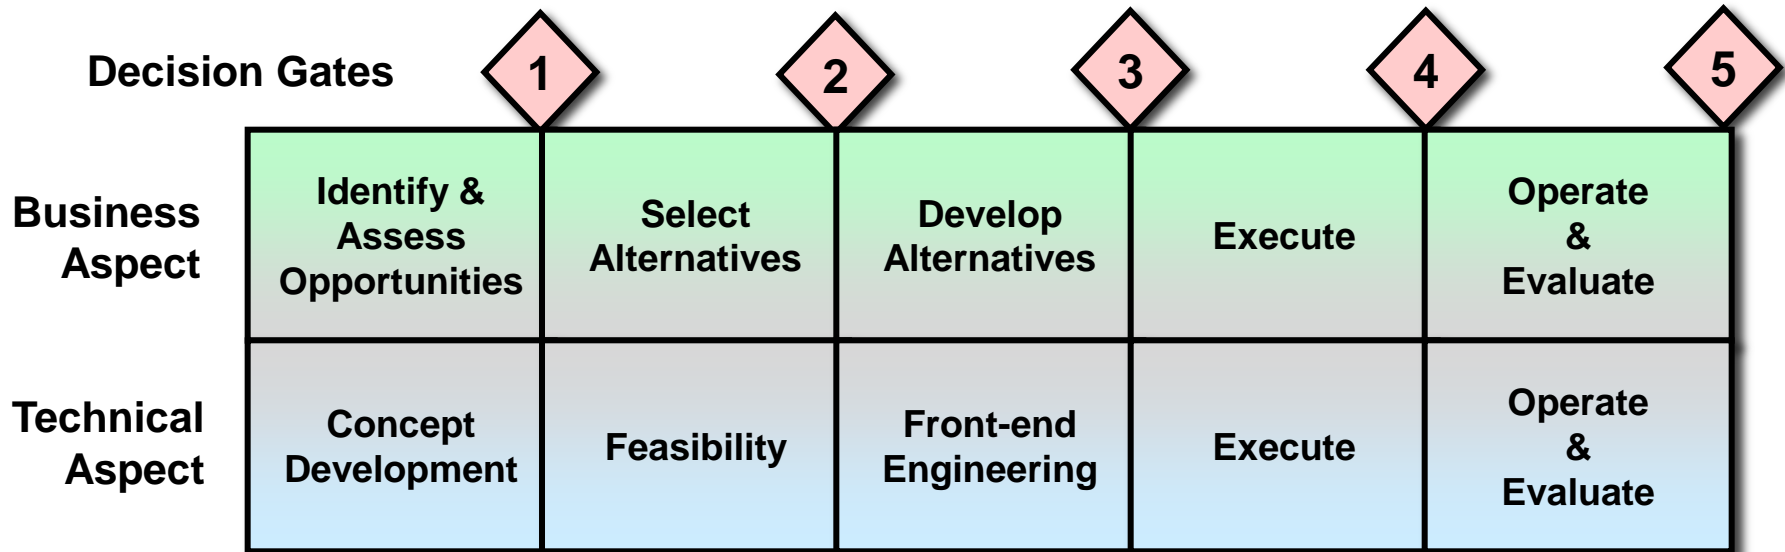 Decision Gates 1 2 3 4 5
Business
Aspect
Identify &
Assess
Opportunities
Select
Alternatives
Develop
Alternatives
Execute
Operate
&
Evaluate
Technical
Aspect
Concept
Development
Feasibility
Front-end
Engineering
Execute
Operate
&
Evaluate